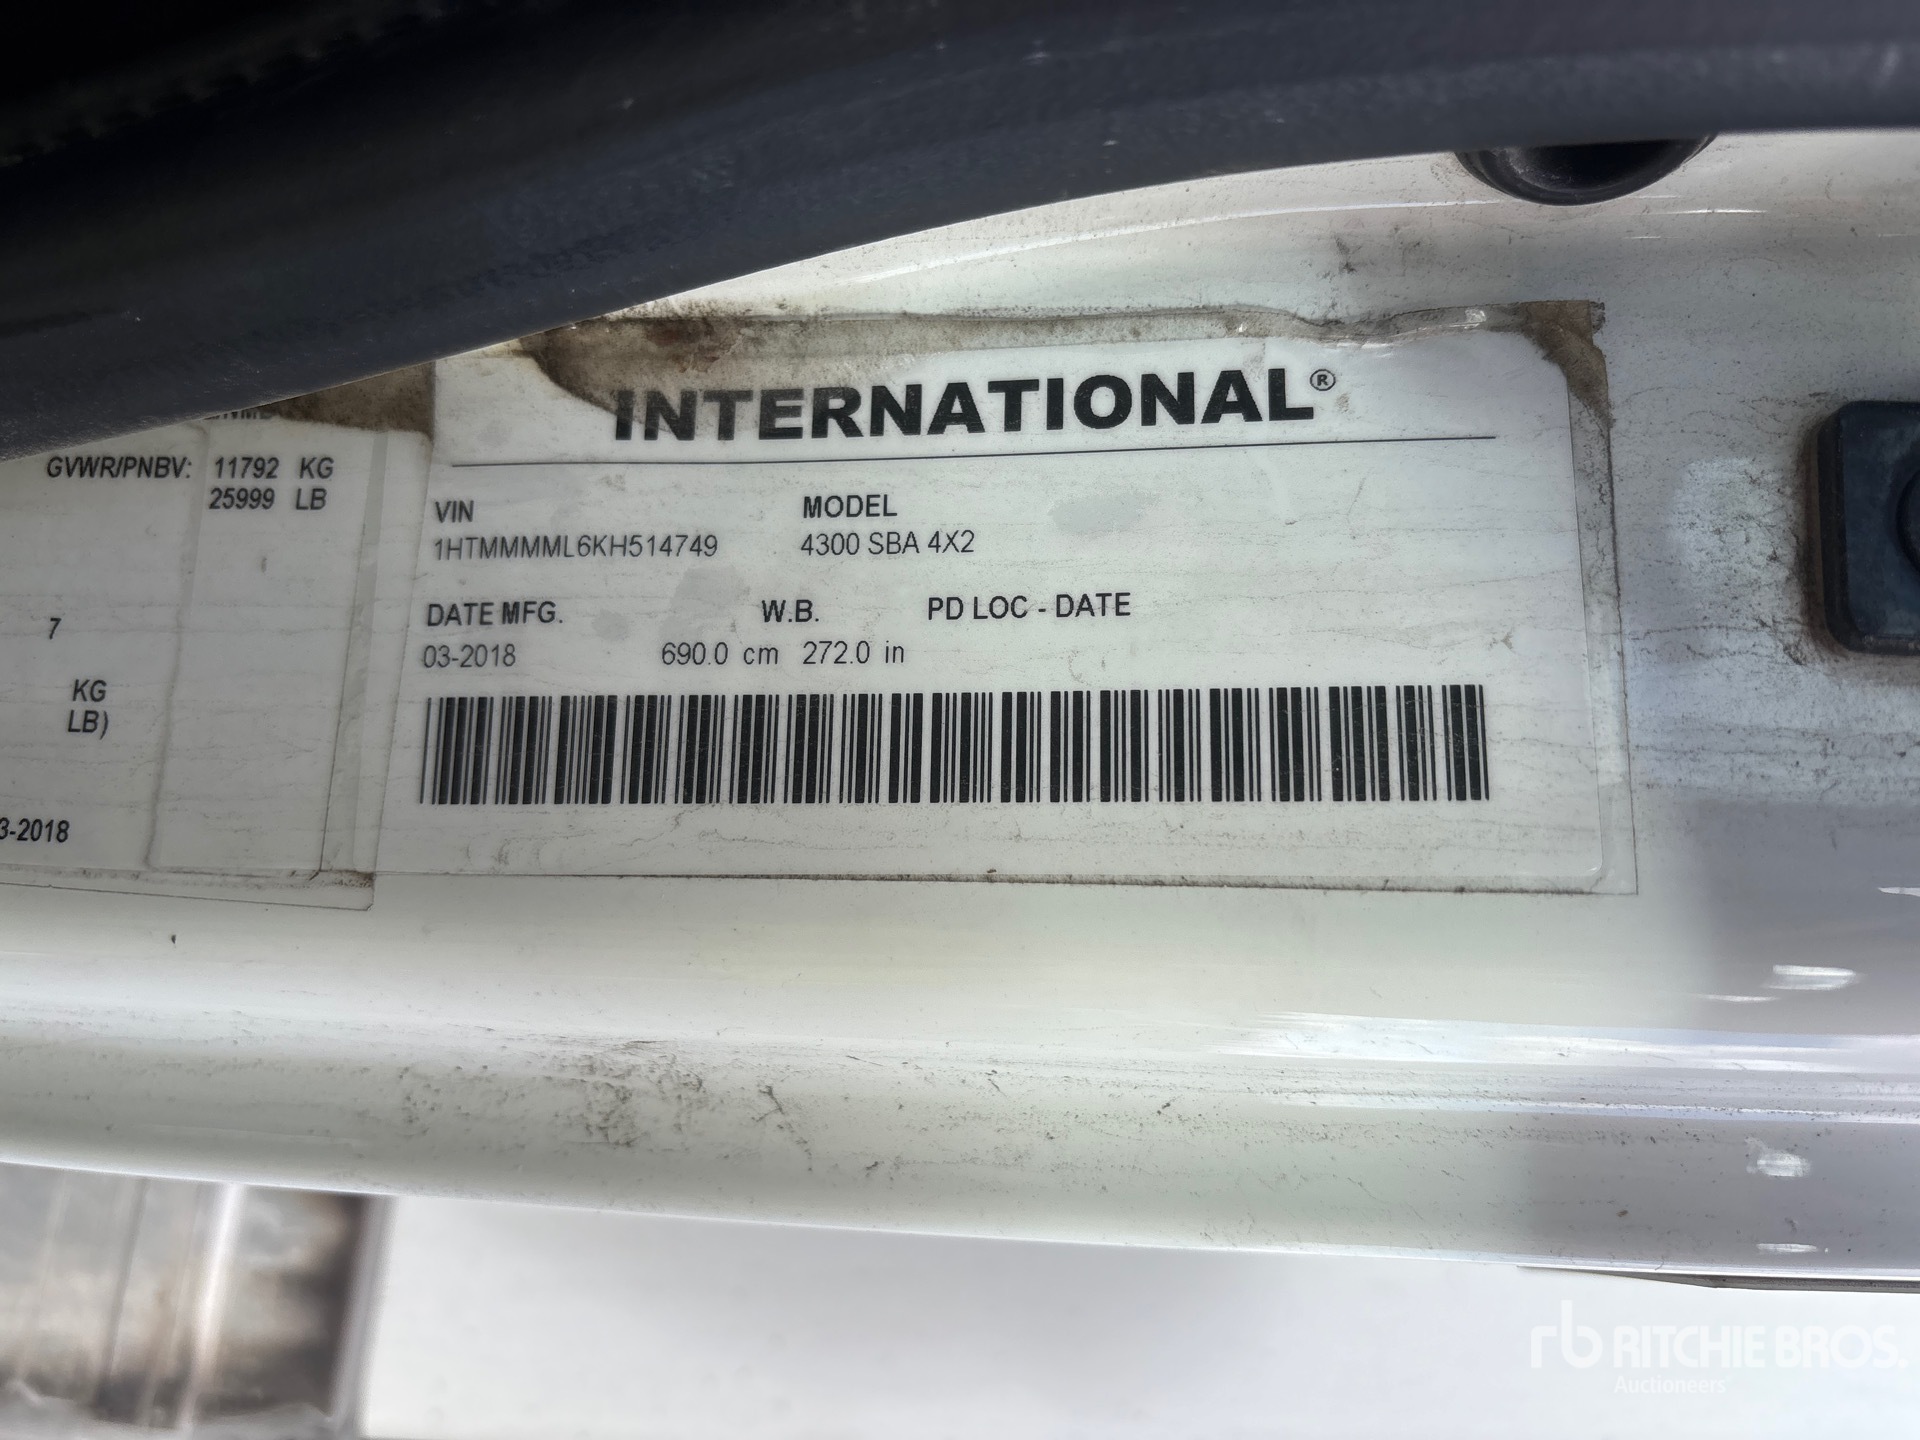 INTERNATIONAL®
GVWR/PNBV: 11792 KG
25999 LB
VIN MODEL
1HTMMMML6KH514749 4300 SBA 4X2
DATE MFG. W.B. PD LOC - DATE
03-2018 690.0 cm 272.0 in
7
KG
LB)
3-2018
rb RITCHIE BROS.
Auctioneers